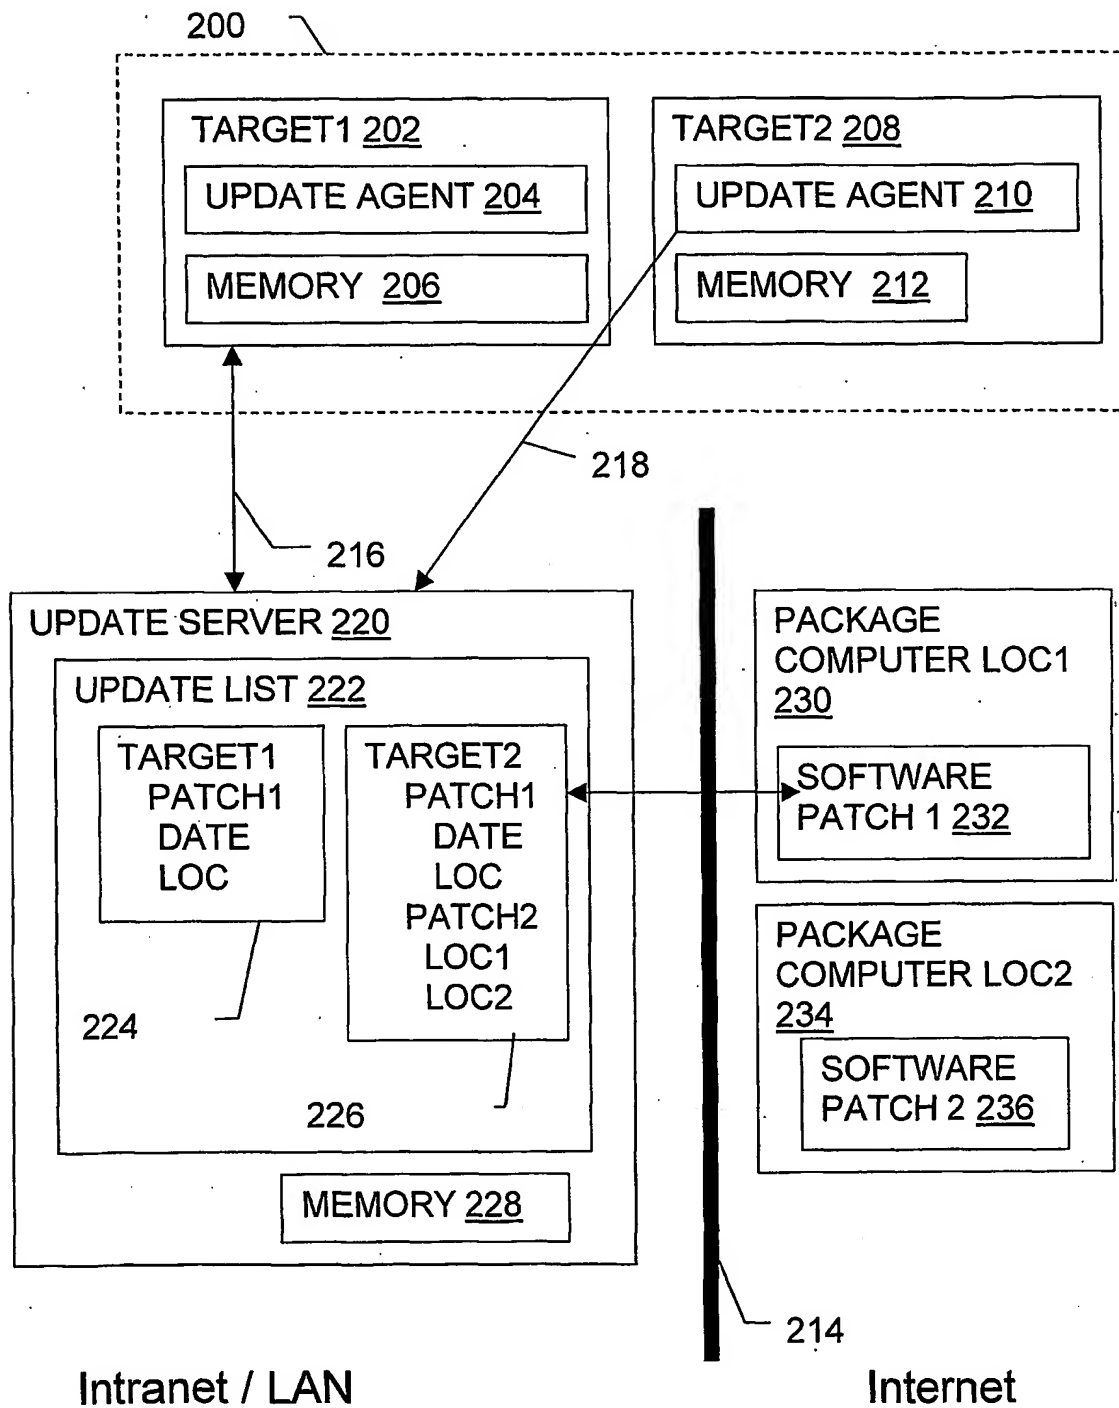 200
TARGET1 202
UPDATE AGENT 204
MEMORY 206
TARGET2 208
UPDATE AGENT 210
MEMORY 212
218
216
UPDATE SERVER 220
UPDATE LIST 222
TARGET1
PATCH1
DATE
LOC
224
TARGET2
PATCH1
DATE
LOC
PATCH2
LOC1
LOC2
226
MEMORY 228
PACKAGE
COMPUTER LOC1
230
SOFTWARE
PATCH 1 232
PACKAGE
COMPUTER LOC2
234
SOFTWARE
PATCH 2 236
214
Intranet / LAN
Internet